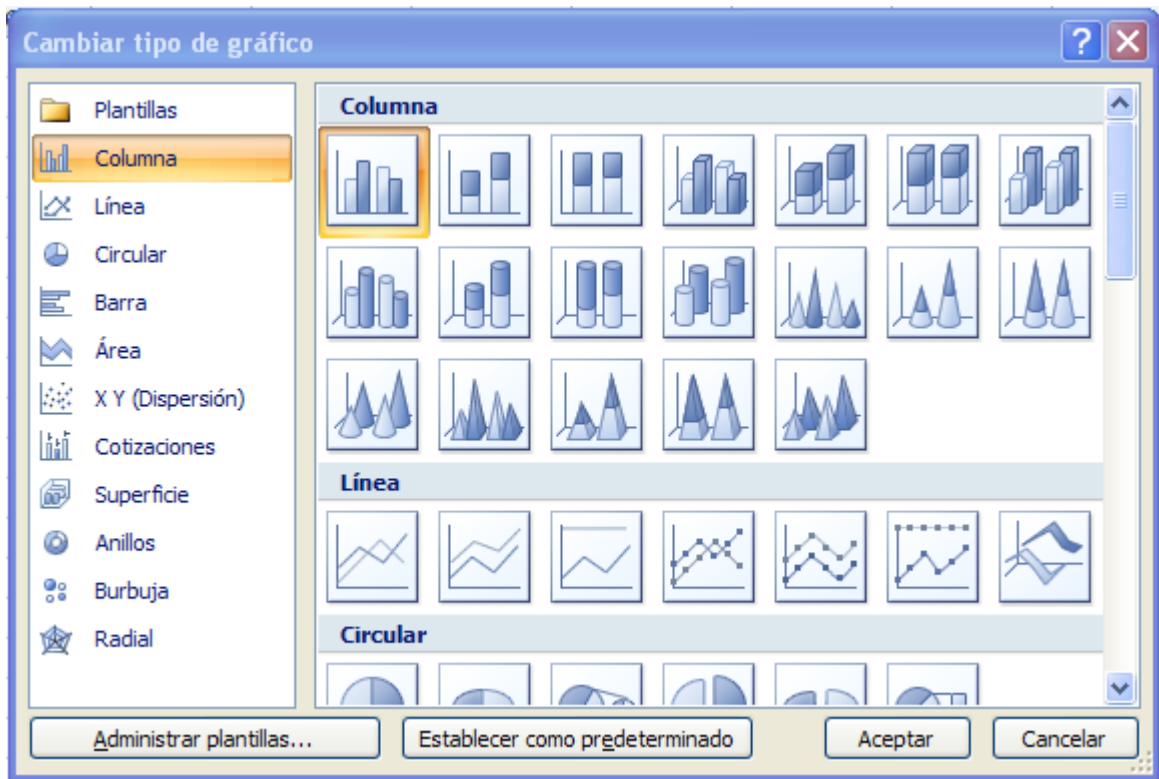 Cambiar tipo de gráfico
Plantillas
Columna
Línea
Circular
Barra
Área
X Y (Dispersión)
Cotizaciones
Superficie
Anillos
Burbuja
Radial
Columna
Línea
Circular
Administrar plantillas...
Establecer como predeterminado
Aceptar
Cancelar